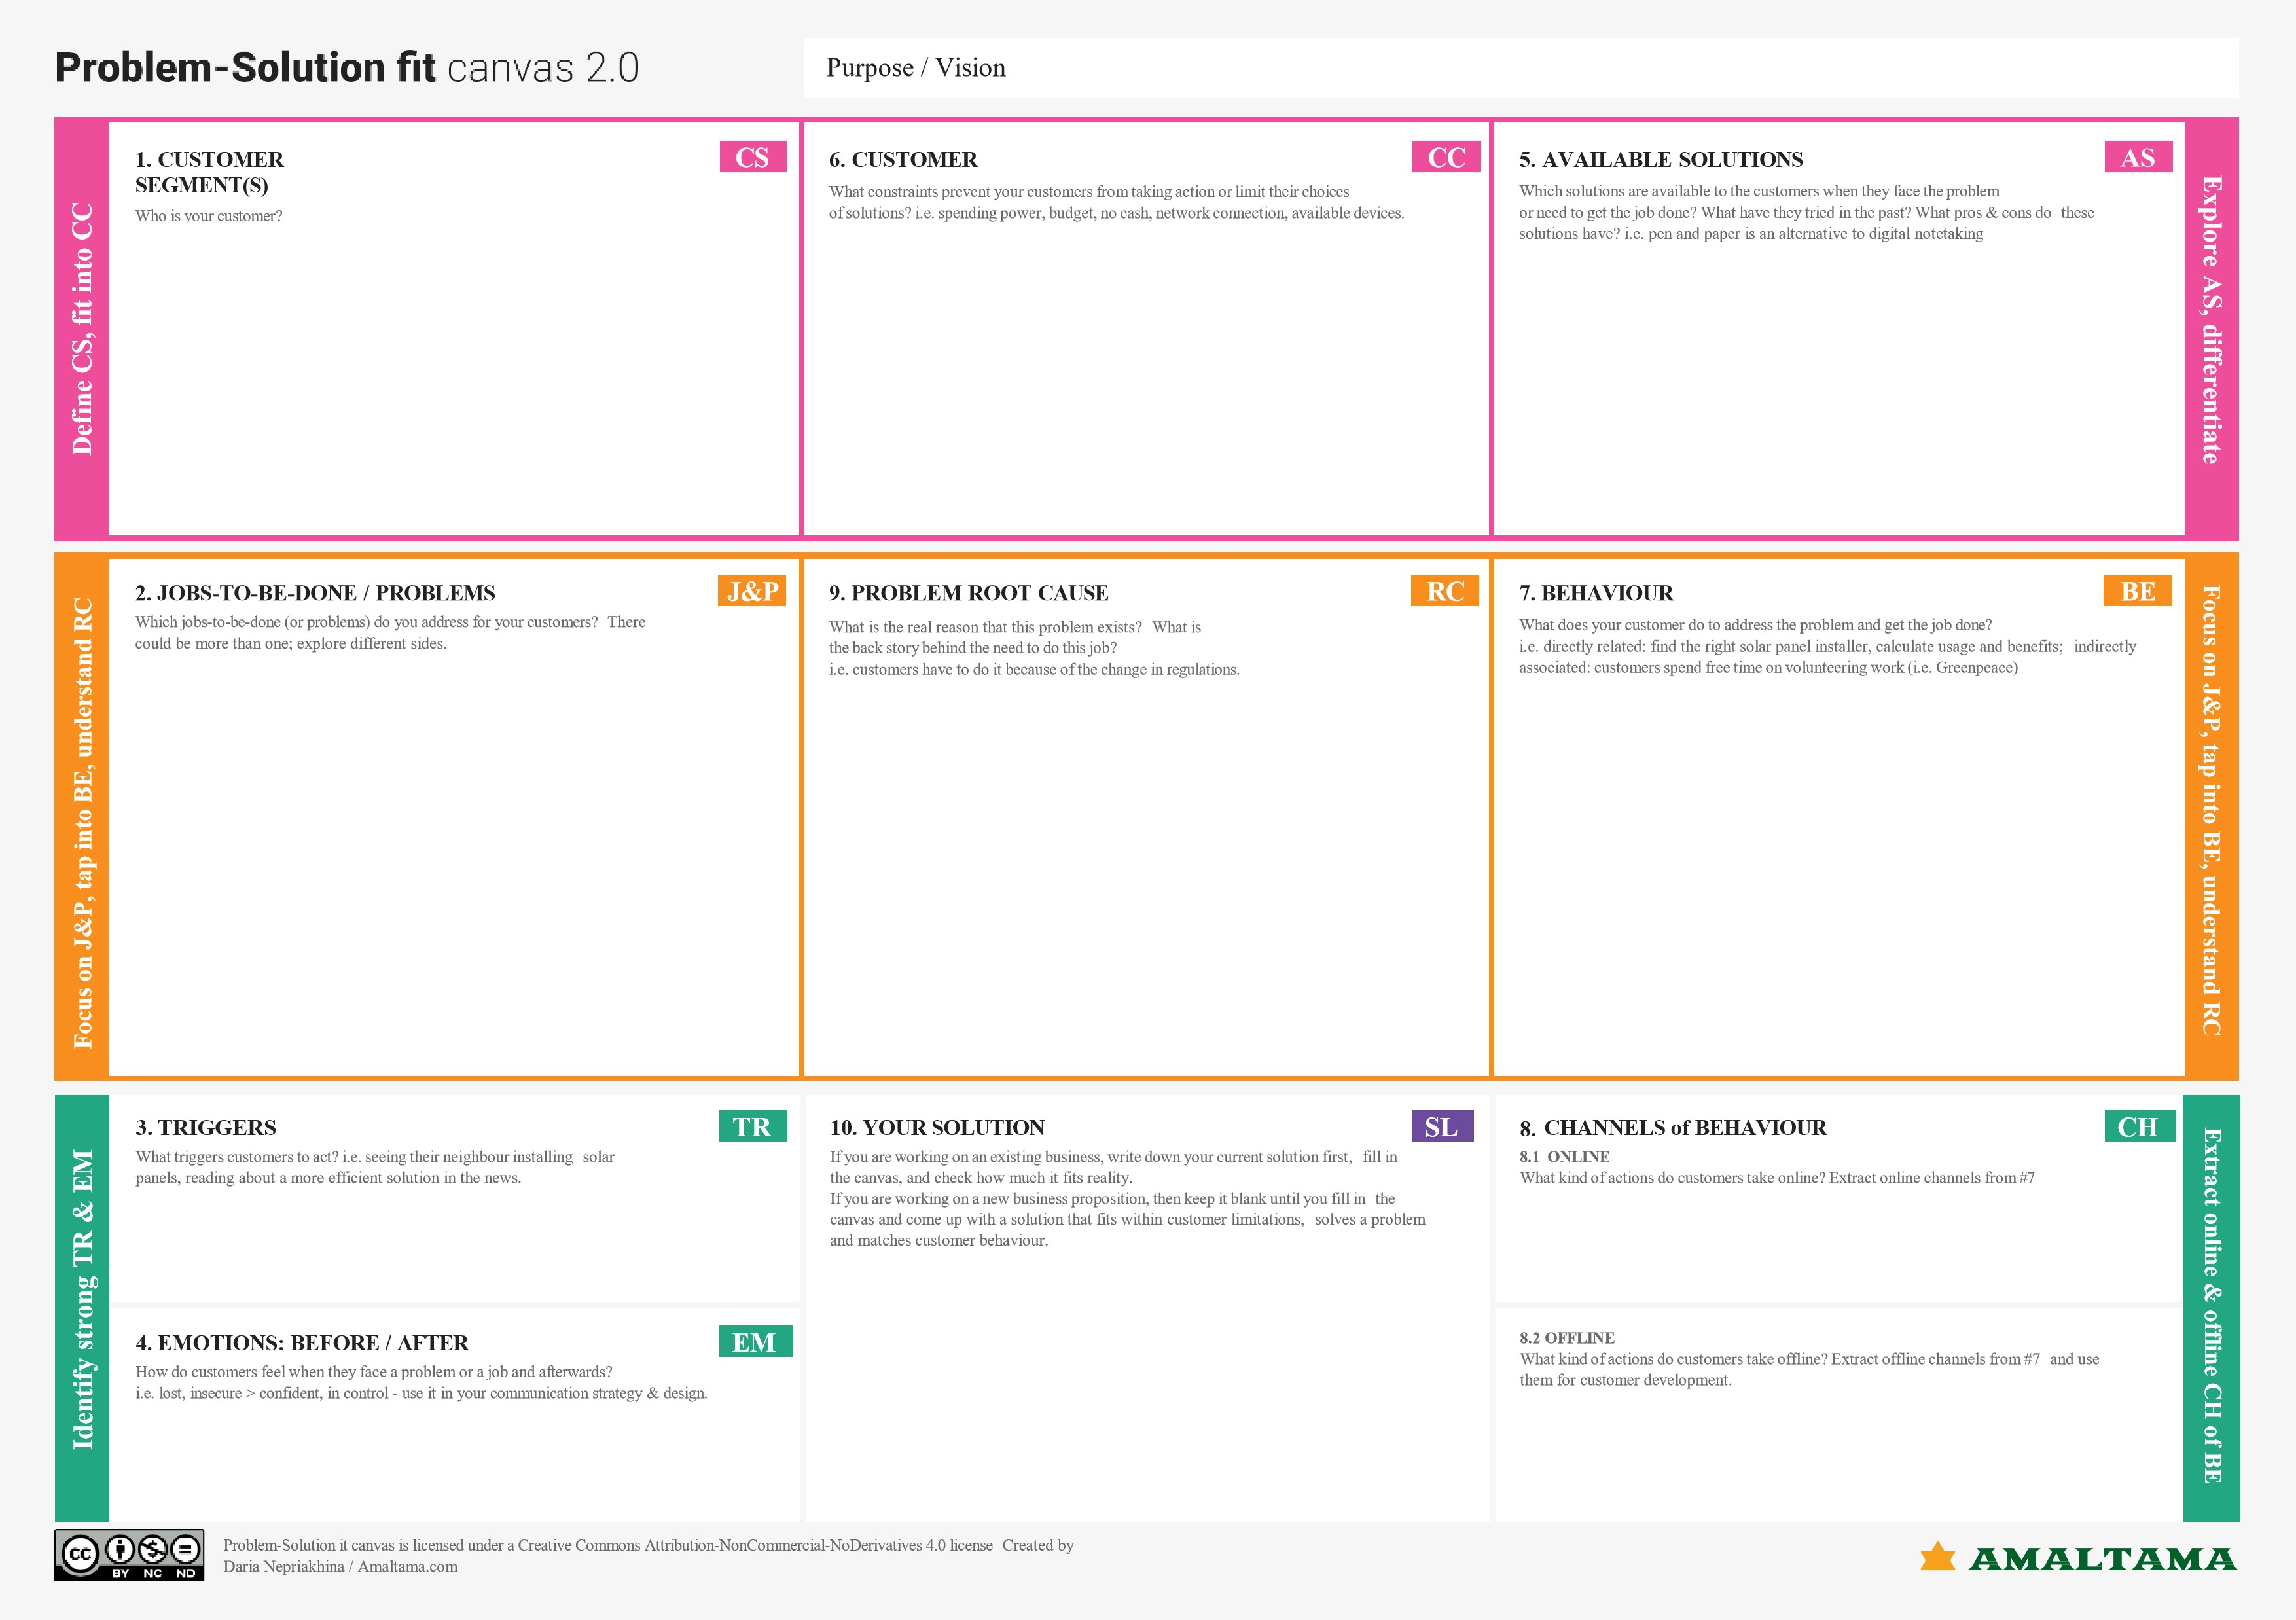 Problem-Solution fit canvas 2.0
Purpose / Vision
Define CS, fit into CC
1. CUSTOMER
SEGMENT(S)
CS
Who is your customer?
6. CUSTOMER
CC
What constraints prevent your customers from taking action or limit their choices
of solutions? i.e. spending power, budget, no cash, network connection, available devices.
5. AVAILABLE SOLUTIONS
AS
Which solutions are available to the customers when they face the problem
or need to get the job done? What have they tried in the past? What pros & cons do these
solutions have? i.e. pen and paper is an alternative to digital notetaking
Explore AS, differentiate
Focus on J&P, tap into BE, understand RC
2. JOBS-TO-BE-DONE / PROBLEMS
J&P
Which jobs-to-be-done (or problems) do you address for your customers? There
could be more than one; explore different sides.
9. PROBLEM ROOT CAUSE
RC
What is the real reason that this problem exists? What is
the back story behind the need to do this job?
i.e. customers have to do it because of the change in regulations.
7. BEHAVIOUR
BE
What does your customer do to address the problem and get the job done?
i.e. directly related: find the right solar panel installer, calculate usage and benefits; indirectly
associated: customers spend free time on volunteering work (i.e. Greenpeace)
Focus on J&P, tap into BE, understand RC
Identify strong TR & EM
3. TRIGGERS
TR
What triggers customers to act? i.e. seeing their neighbour installing solar
panels, reading about a more efficient solution in the news.
4. EMOTIONS: BEFORE / AFTER
EM
How do customers feel when they face a problem or a job and afterwards?
i.e. lost, insecure > confident, in control - use it in your communication strategy & design.
10. YOUR SOLUTION
SL
If you are working on an existing business, write down your current solution first, fill in
the canvas, and check how much it fits reality.
If you are working on a new business proposition, then keep it blank until you fill in the
canvas and come up with a solution that fits within customer limitations, solves a problem
and matches customer behaviour.
8. CHANNELS of BEHAVIOUR
CH
8.1 ONLINE
What kind of actions do customers take online? Extract online channels from #7
8.2 OFFLINE
What kind of actions do customers take offline? Extract offline channels from #7 and use
them for customer development.
Extract online & offline CH of BE
cc
BY NC ND
Problem-Solution it canvas is licensed under a Creative Commons Attribution-NonCommercial-NoDerivatives 4.0 license Created by
Daria Nepriakhina / Amaltama.com
AMALTAMA